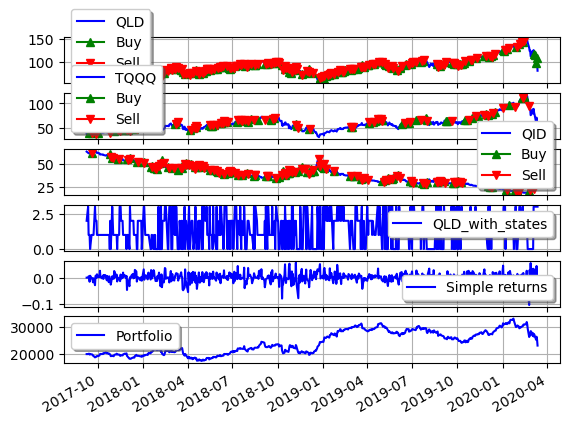 QLD
Buy
Sell
150
100
TQQQ
Buy
Sell
100
50
QID
Buy
Sell
50
25
QLD_with_states
2.5
0.0
Simple returns
0.0
−0.1
Portfolio
30000
20000
2017-10 2018-01 2018-04 2018-07 2018-10 2019-01 2019-04 2019-07 2019-10 2020-01 2020-04